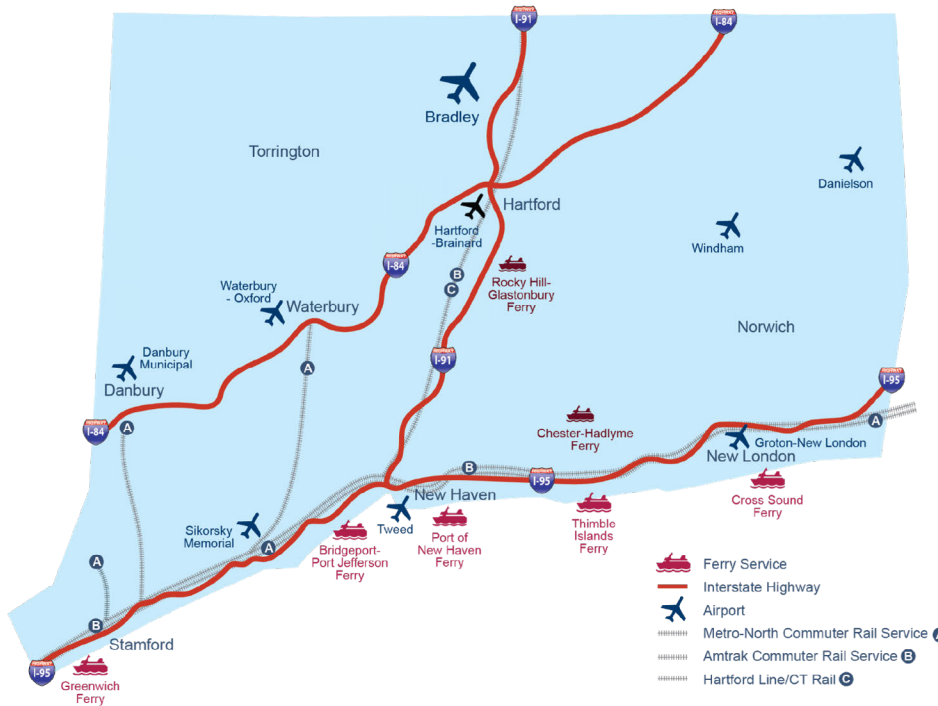 I-91
I-84
Bradley
Torrington
Danielson
Hartford
Hartford
-Brainard
Windham
I-84
B
C
Rocky Hill-
Glastonbury
Ferry
Waterbury
- Oxford
Waterbury
Norwich
Danbury
Municipal
Danbury
A
I-91
I-95
I-84
A
Chester-Hadlyme
Ferry
A
Groton-New London
New London
B
I-95
New Haven
Cross Sound
Ferry
Sikorsky
Memorial
A
Bridgeport-
Port Jefferson
Ferry
Tweed
Port of
New Haven
Ferry
Thimble
Islands
Ferry
A
B
Stamford
I-95
Greenwich
Ferry
Ferry Service
Interstate Highway
Airport
Metro-North Commuter Rail Service A
Amtrak Commuter Rail Service B
Hartford Line/CT Rail C